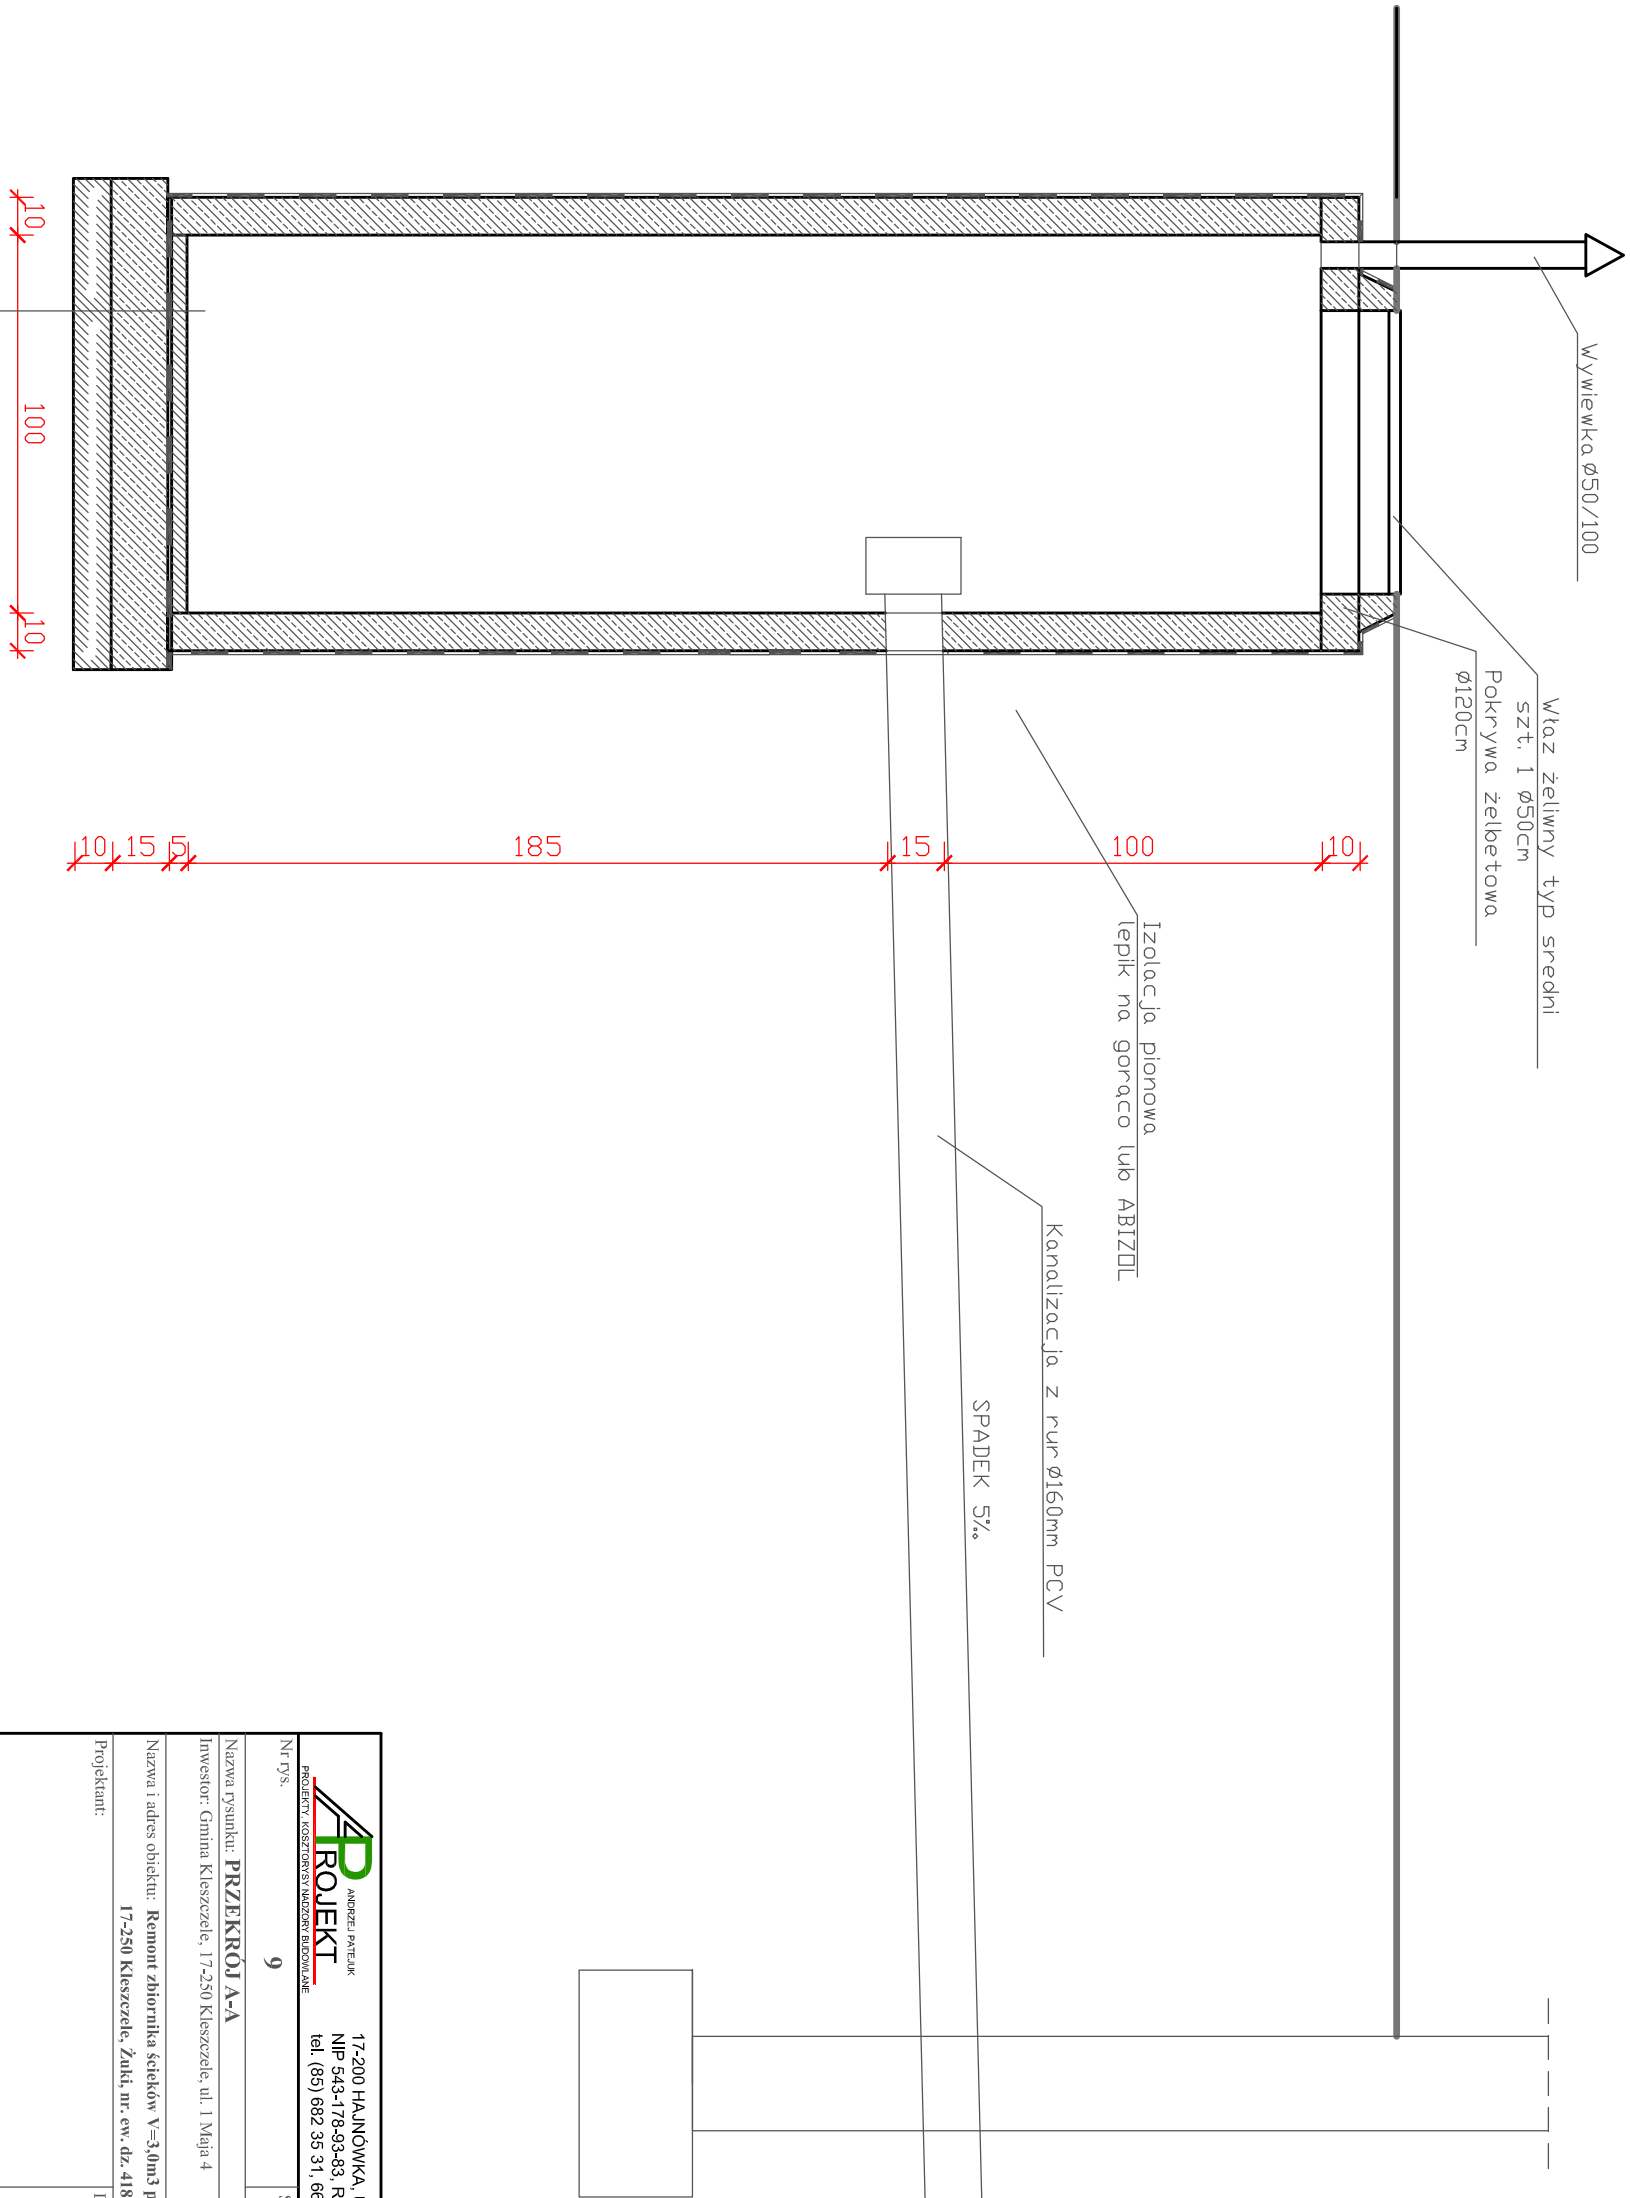 Wywiewka Ø50/100
Właz żeliwny typ sredni
szt. 1 Ø50cm
Pokrywa żelbetowa
Ø120cm
Izolacja pionowa
lepik na gorąco lub ABIZOL
Kanalizacja z rur Ø160mm PCV
SPADEK 5‰
10
100
10
10
15
5
185
15
100
10
ANDRZEJ PATEJUK
PROJEKT
PROJEKTY, KOSZTORYSY NADZORY BUDOWLANE
17-200 HAJNÓWKA,
NIP 543-178-93-83, R
tel. (85) 682 35 31, 66
Nr rys. 9
Nazwa rysunku: PRZEKRÓJ A-A
Inwestor: Gmina Kleszczele, 17-250 Kleszczele, ul. 1 Maja 4
Nazwa i adres obiektu: Remont zbiornika ścieków V=3,0m3 p
17-250 Kleszczele, Żuki, nr. ew. dz. 418
Projektant: